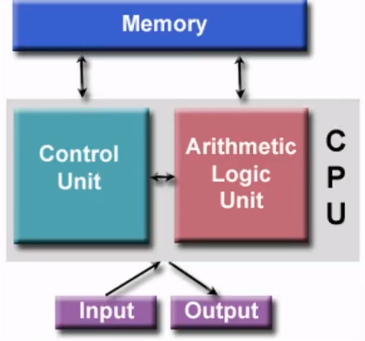 Memory
Control
Unit
Arithmetic
Logic
Unit
C
P
U
Input
Output